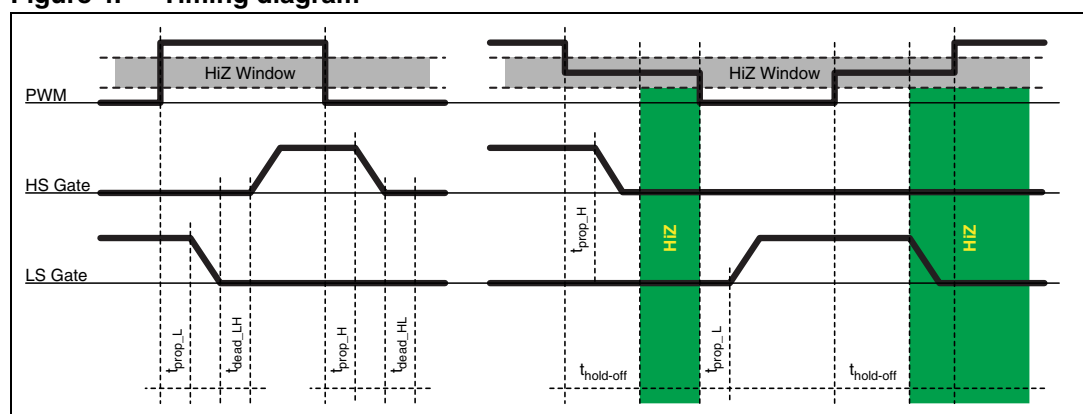 Figure 4. Timing diagram
HiZ Window
HiZ Window
PWM
HS Gate
tprop_H
HiZ
HiZ
LS Gate
tprop_L
tdead_LH
tprop_H
tdead_HL
thold-off
tprop_ L
thold-off